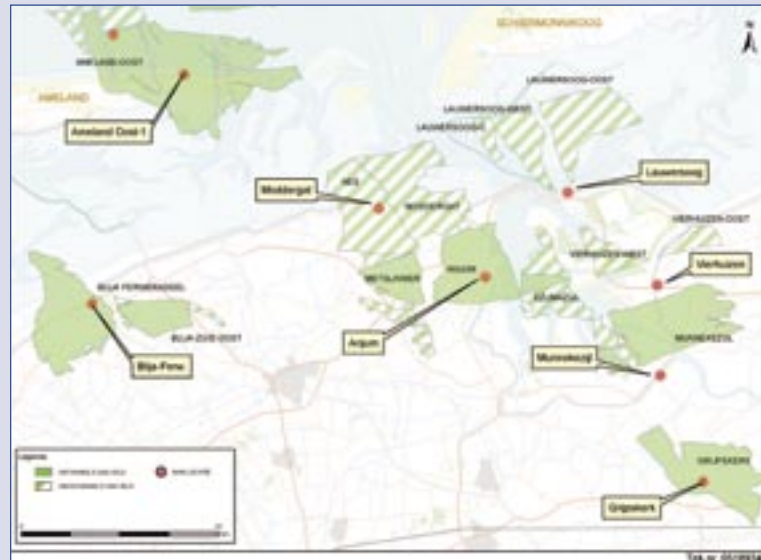 SCHIERMONNIKOOG
N
AMELAND-OOST
AMELAND
LAUWERSOOG-OOST
LAUWERSOOG-WEST
LAUWERSOOG-C
Ameland Oost-1
Lauwersoog
NES
Moddergat
MODDERGAT
VIERHUIZEN-OOST
VIERHUIZEN-WEST
Vierhuizen
METSLAWIER
ANJUM
EZUMAZIJL
BLIJA FERWERADEEL
BLIJA-ZUID-OOST
Anjum
Blija-Ferw.
MUNNEKEZIJL
Munnekezijl
GRIJPSKERK
Grijpskerk
Legenda